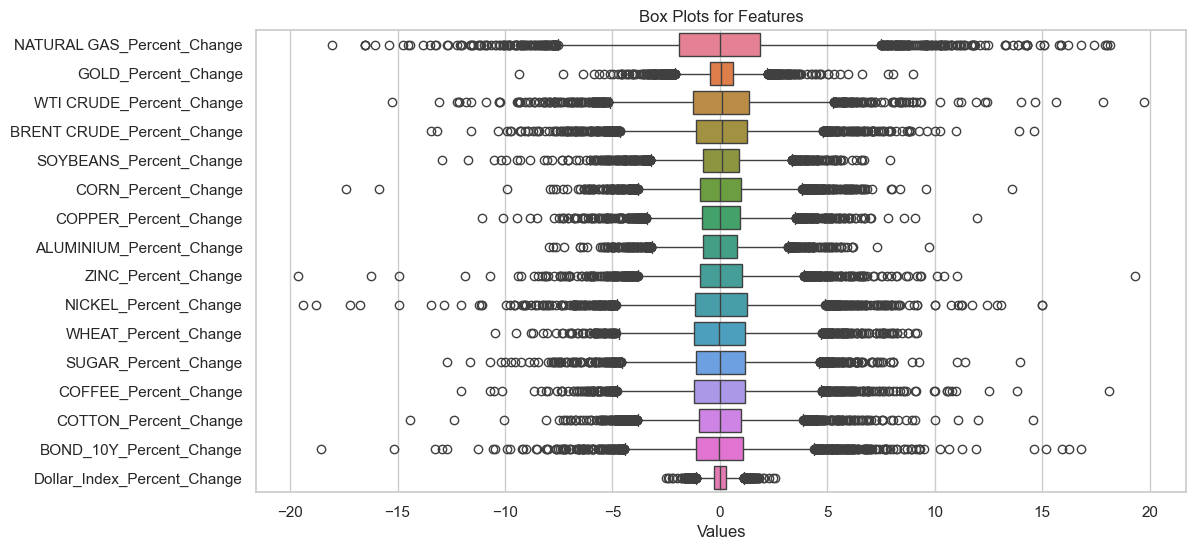 Box Plots for Features
NATURAL GAS_Percent_Change
GOLD_Percent_Change
WTI CRUDE_Percent_Change
BRENT CRUDE_Percent_Change
SOYBEANS_Percent_Change
CORN_Percent_Change
COPPER_Percent_Change
ALUMINIUM_Percent_Change
ZINC_Percent_Change
NICKEL_Percent_Change
WHEAT_Percent_Change
SUGAR_Percent_Change
COFFEE_Percent_Change
COTTON_Percent_Change
BOND_10Y_Percent_Change
Dollar_Index_Percent_Change
−20 −15 −10 −5 0 5 10 15 20
Values